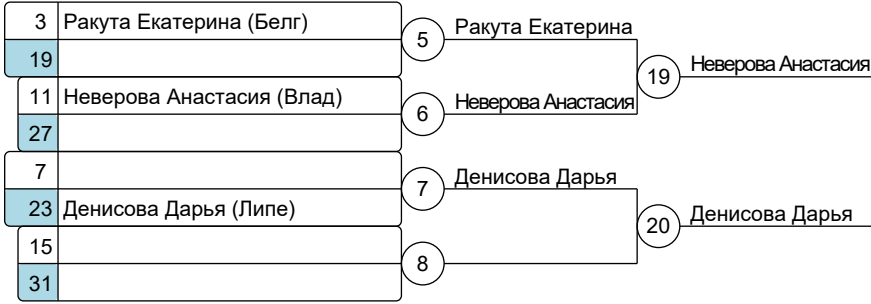 3 Ракута Екатерина (Белг)
5 Ракута Екатерина
19
19 Неверова Анастасия
11 Неверова Анастасия (Влад)
6 Неверова Анастасия
27
7
7 Денисова Дарья
23 Денисова Дарья (Липе)
20 Денисова Дарья
15
8
31